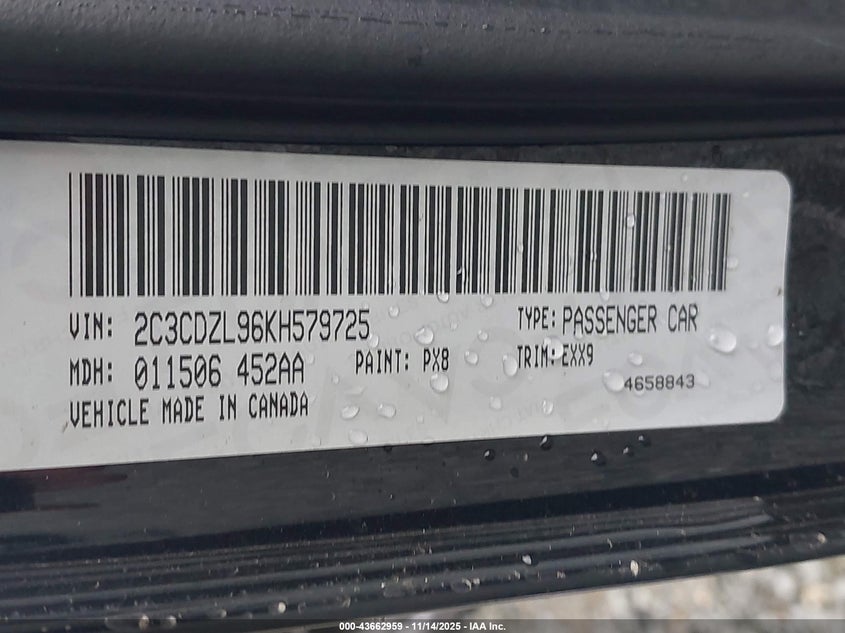 VIN: 2C3CDZL96KH579725 TYPE: PASSENGER CAR
MDH: 011506 452AA PAINT: PX8 TRIM: EXX9
4658843
VEHICLE MADE IN CANADA
000-43662959 - 11/14/2025 - IAA Inc.